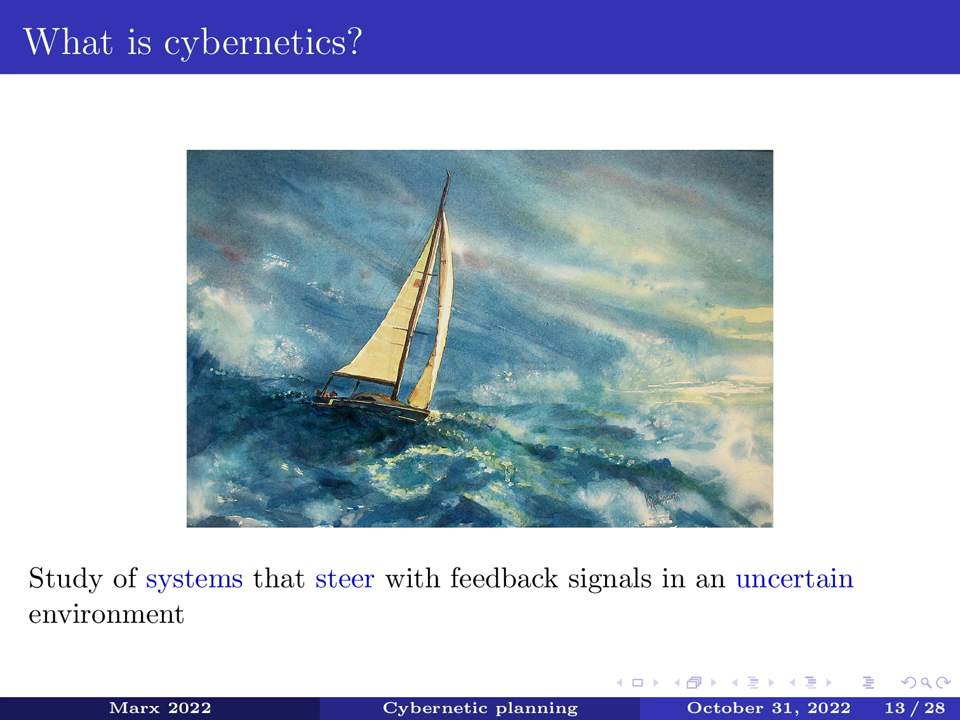 What is cybernetics?
Study of systems that steer with feedback signals in an uncertain
environment
Marx 2022 Cybernetic planning October 31, 2022 13 / 28